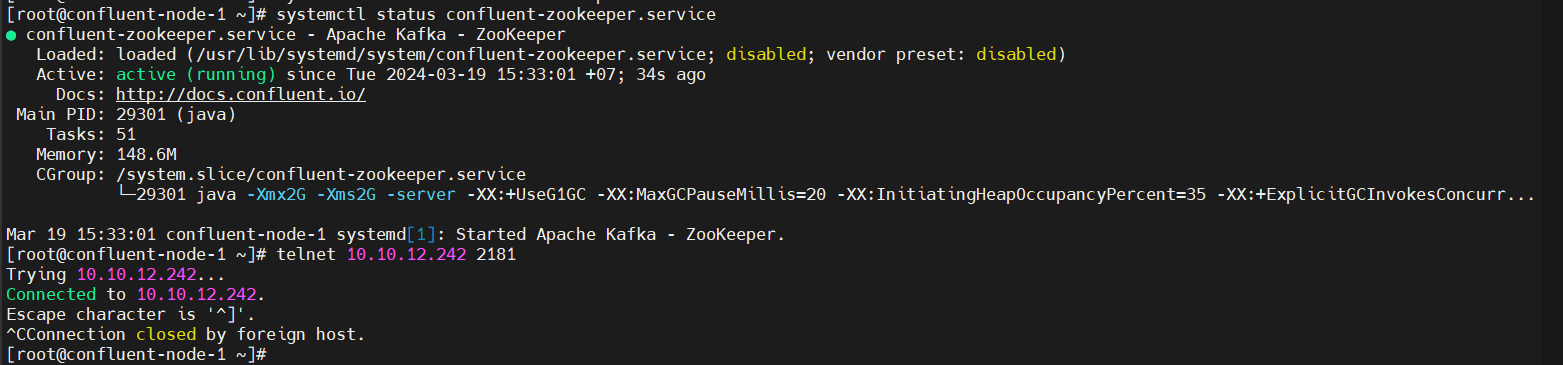 [root@confluent-node-1 ~]# systemctl status confluent-zookeeper.service
● confluent-zookeeper.service - Apache Kafka - ZooKeeper
   Loaded: loaded (/usr/lib/systemd/system/confluent-zookeeper.service; disabled; vendor preset: disabled)
   Active: active (running) since Tue 2024-03-19 15:33:01 +07; 34s ago
     Docs: http://docs.confluent.io/
 Main PID: 29301 (java)
    Tasks: 51
   Memory: 148.6M
   CGroup: /system.slice/confluent-zookeeper.service
           └─29301 java -Xmx2G -Xms2G -server -XX:+UseG1GC -XX:MaxGCPauseMillis=20 -XX:InitiatingHeapOccupancyPercent=35 -XX:+ExplicitGCInvokesConcurr...
Mar 19 15:33:01 confluent-node-1 systemd[1]: Started Apache Kafka - ZooKeeper.
[root@confluent-node-1 ~]# telnet 10.10.12.242 2181
Trying 10.10.12.242...
Connected to 10.10.12.242.
Escape character is '^]'.
^CConnection closed by foreign host.
[root@confluent-node-1 ~]#